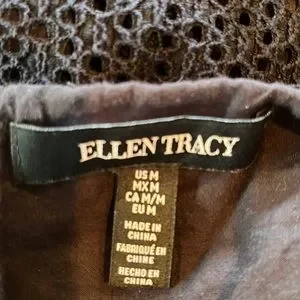 ELLEN TRACY
US M
MX M
CA M/M
EU M
MADE IN
CHINA
FABRIQUÉ EN
CHINE
HECHO EN
CHINA